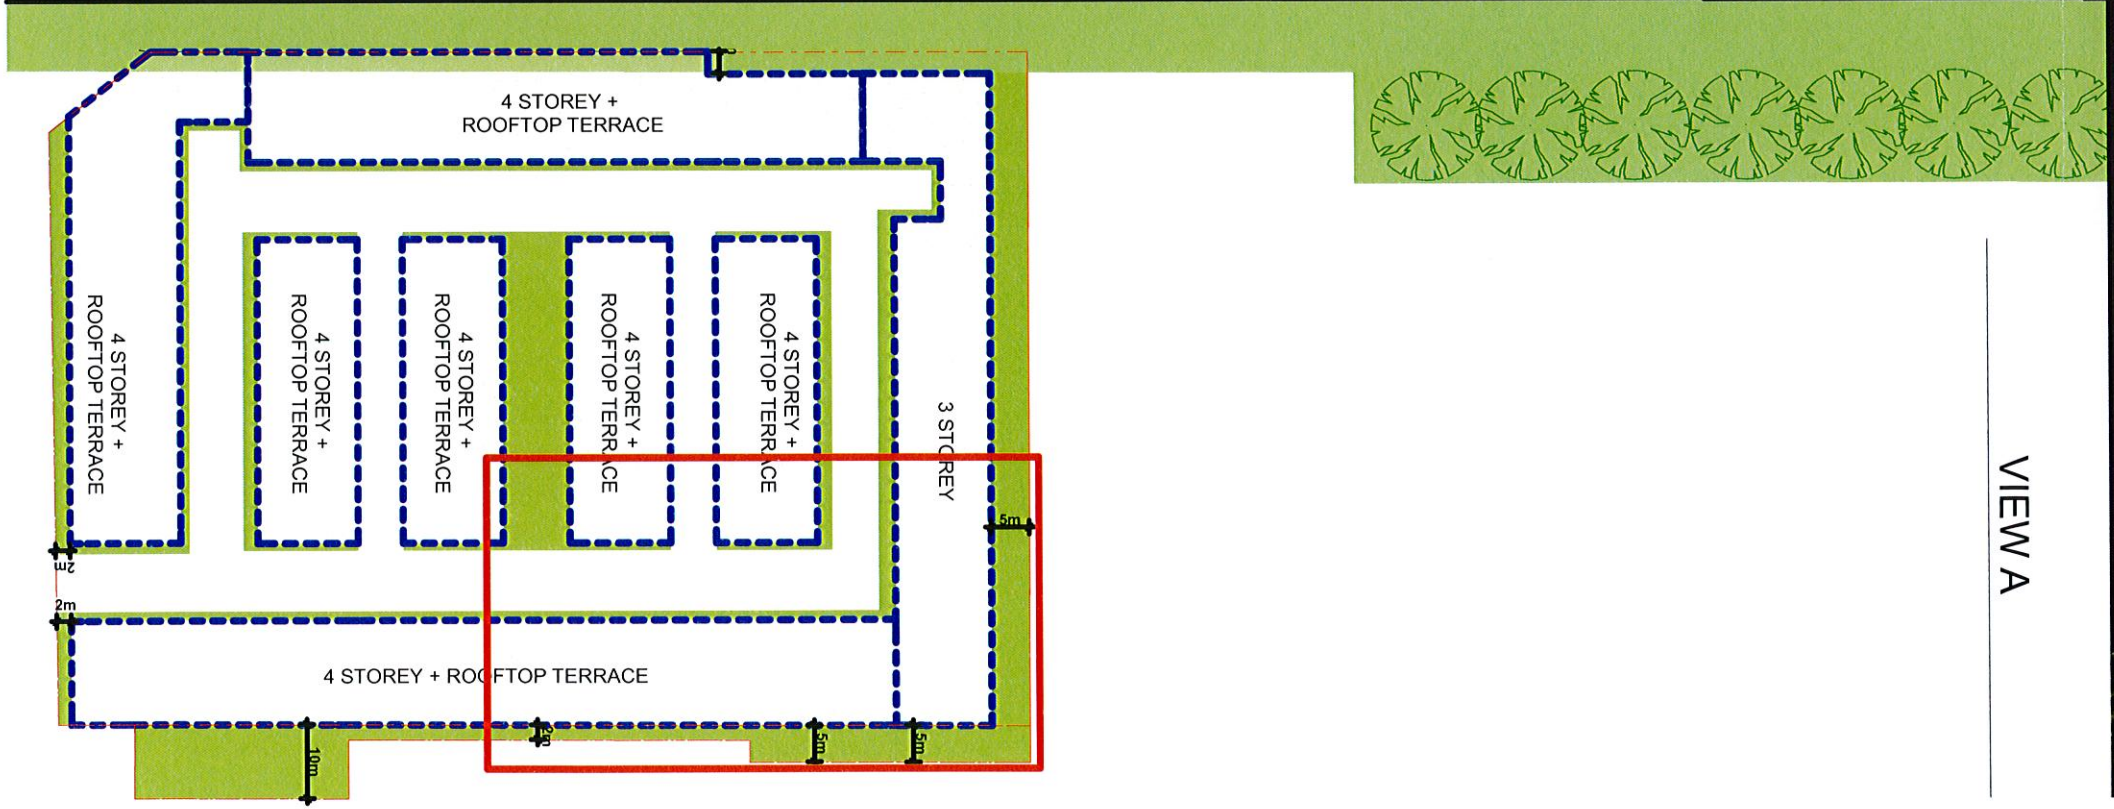 4 STOREY +
ROOFTOP TERRACE
4 STOREY +
ROOFTOP TERRACE
4 STOREY +
ROOFTOP TERRACE
4 STOREY +
ROOFTOP TERRACE
4 STOREY +
ROOFTOP TERRACE
4 STOREY +
ROOFTOP TERRACE
3 STOREY
VIEW A
5m
2m
2m
4 STOREY + ROOFTOP TERRACE
10m
2m
5m
5m